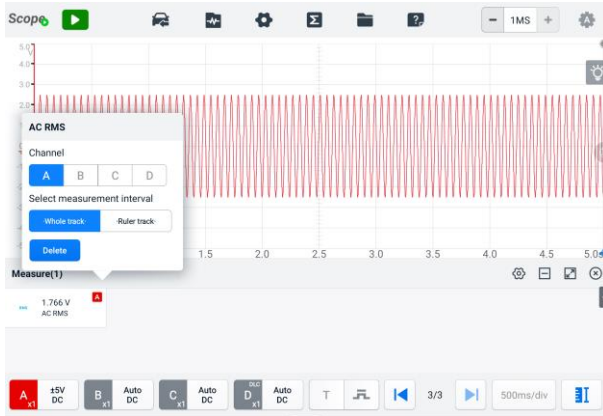 Scope
1MS
5.0
V
4.0
3.0
2.0
AC RMS
Channel
A B C D
Select measurement interval
Whole track Ruler track
Delete
1.5 2.0 2.5 3.0 3.5 4.0 4.5 5.0
Measure(1)
1.766 V A
AC RMS
A x1 ±5V DC
B x1 Auto DC
C x1 Auto DC
DLC D x1 Auto DC
T
3/3
500ms/div